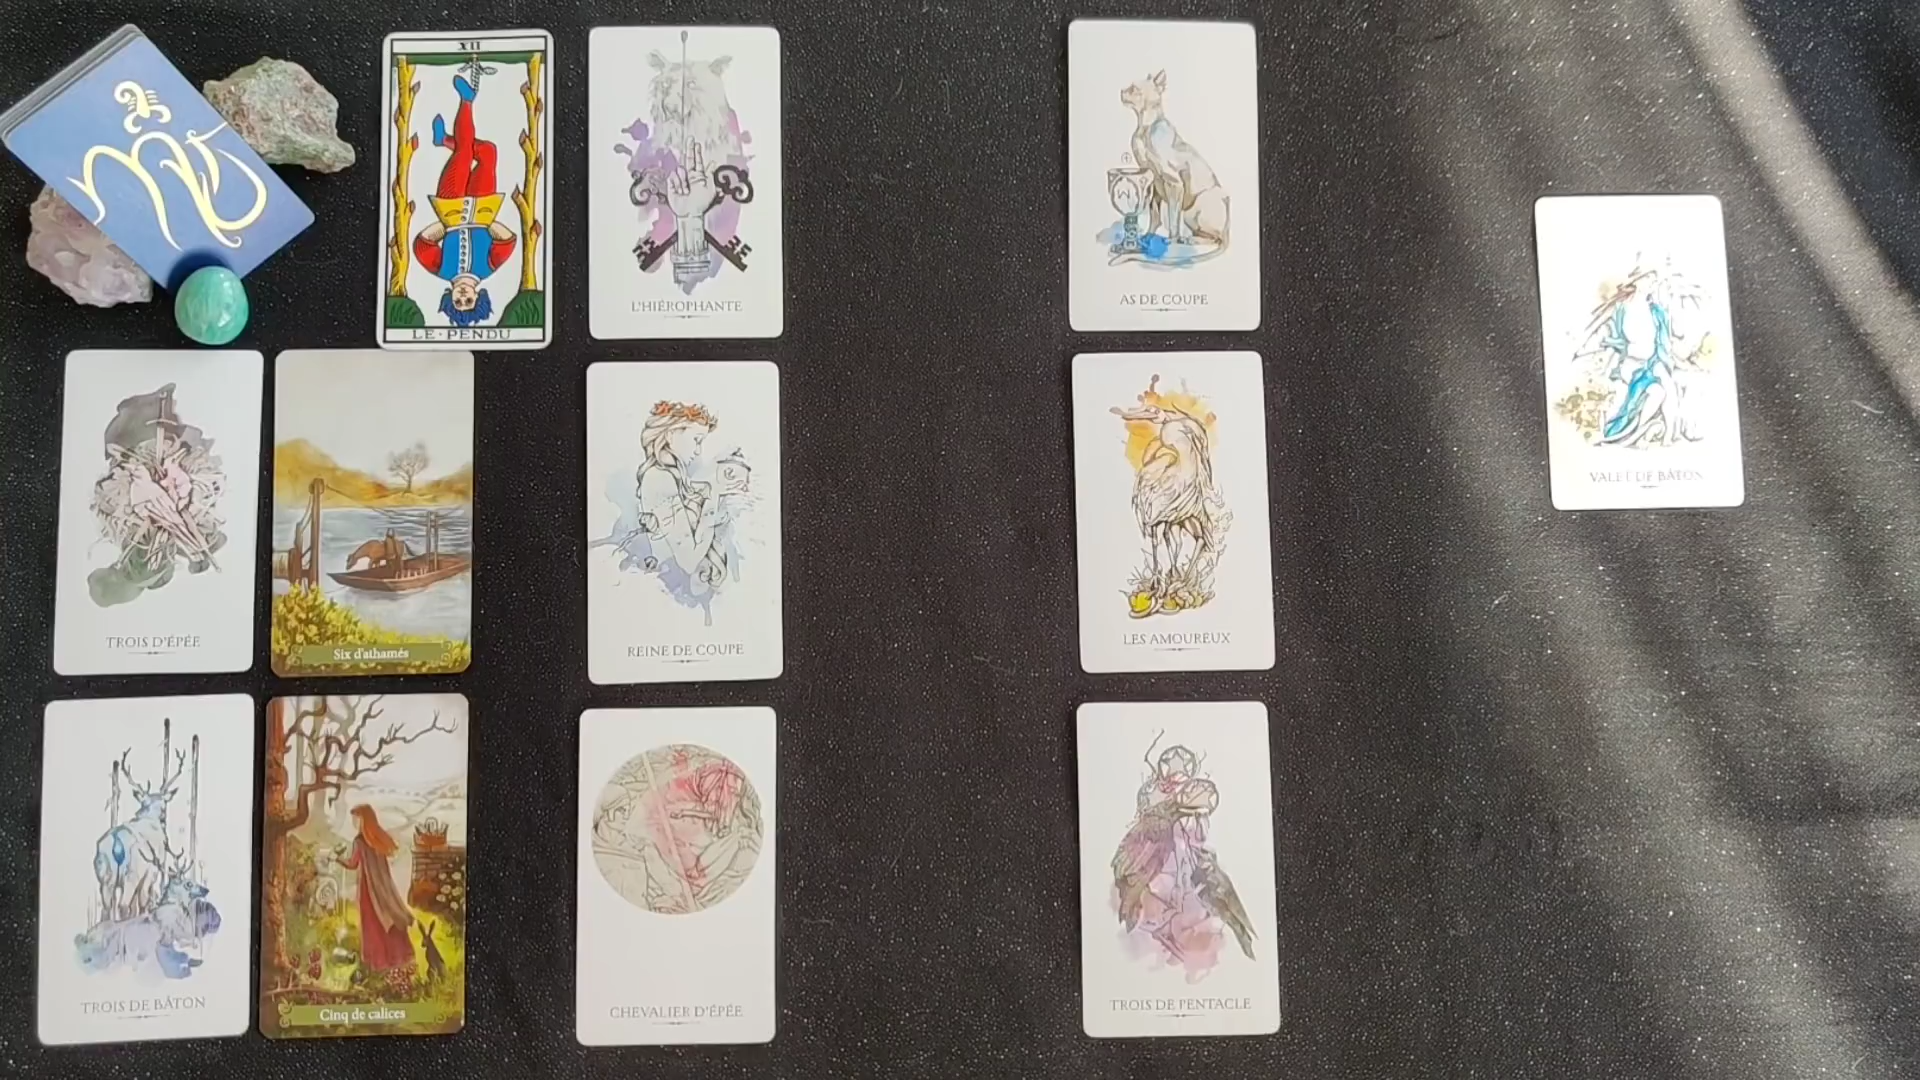 XII
LE·PENDU
L'HIÉROPHANTE
AS DE COUPE
VALET DE BÂTON
TROIS D'ÉPÉE
Six d'athamés
REINE DE COUPE
LES AMOUREUX
TROIS DE BÂTON
Cinq de calices
CHEVALIER D'ÉPÉE
TROIS DE PENTACLE